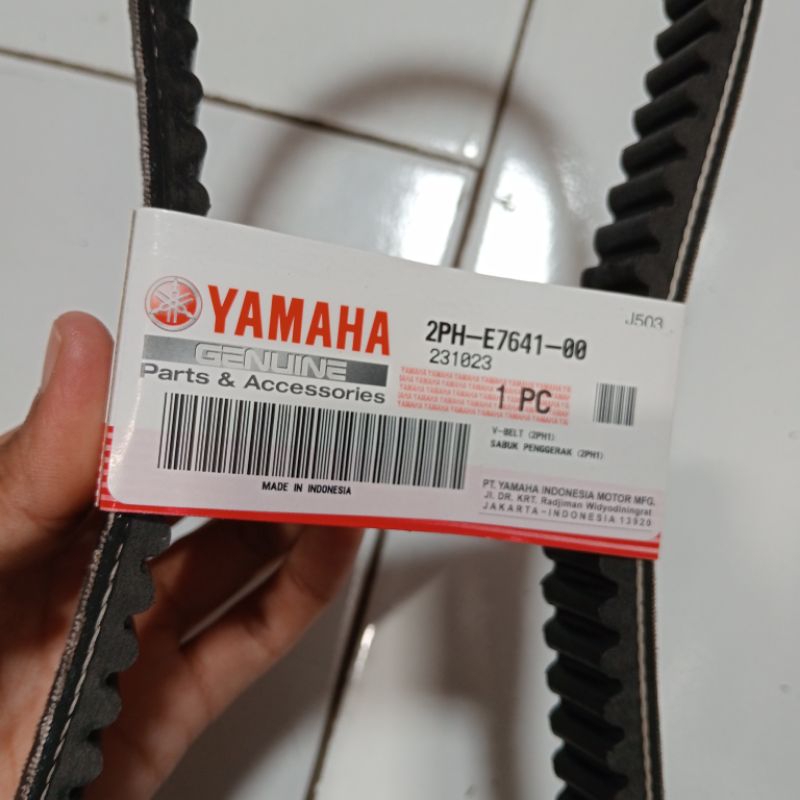 YAMAHA
GENUINE
Parts & Accessories
MADE IN INDONESIA
J503
2PH-E7641-00
231023
1 PC
V-BELT (2PH1)
SABUK PENGGERAK (2PH1)
PT. YAMAHA INDONESIA MOTOR MFG.
JL. DR. KRT. Radjiman Widyodiningrat
JAKARTA-INDONESIA 13920